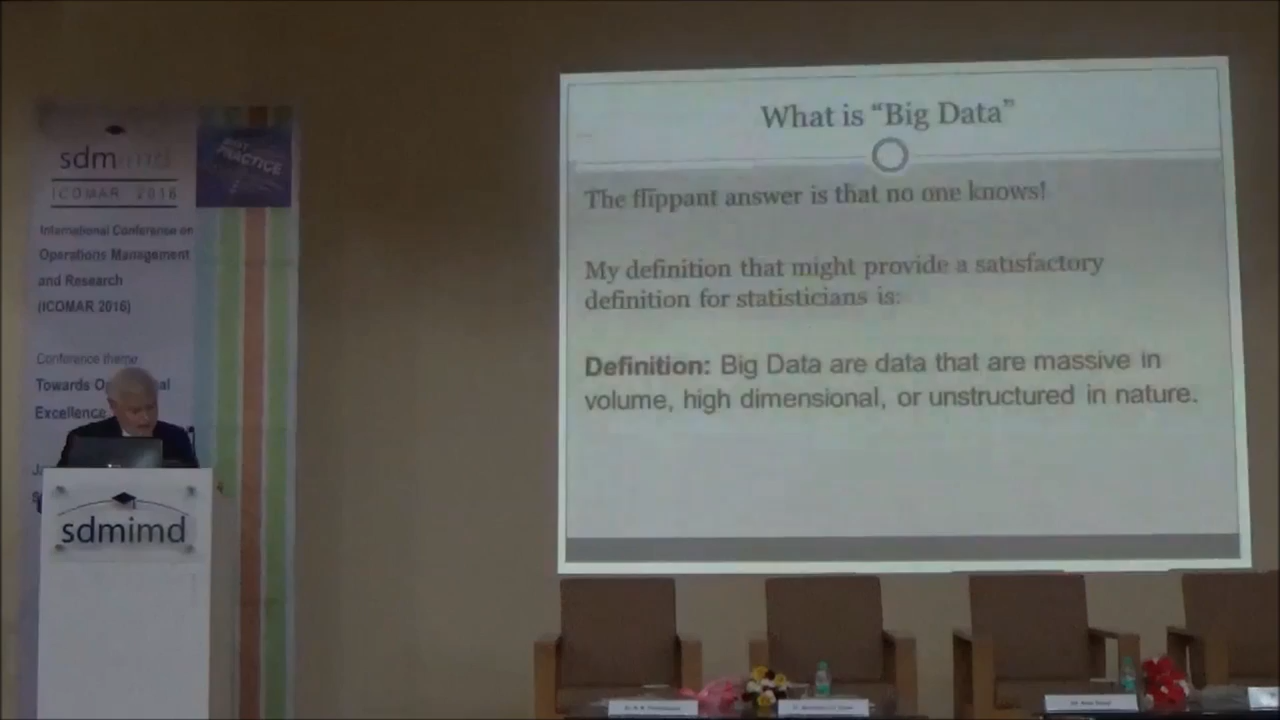 sdmimd
ICOMAR 2016
PRACTICE
International Conference on
Operations Management
and Research
(ICOMAR 2016)
Conference theme
Towards
Excellence
sdmimd
What is “Big Data”
The flippant answer is that no one knows!
My definition that might provide a satisfactory
definition for statisticians is:
Definition: Big Data are data that are massive in
volume, high dimensional, or unstructured in nature.